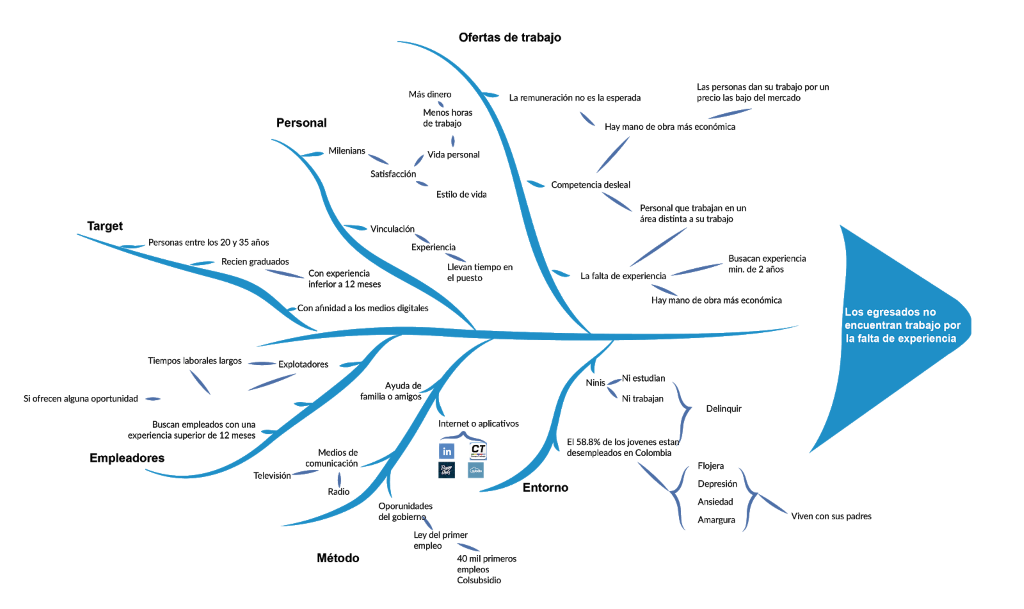 Ofertas de trabajo
La remuneración no es la esperada
Las personas dan su trabajo por un
precio las bajo del mercado
Hay mano de obra más económica
Competencia desleal
Personal que trabajan en un
área distinta a su trabajo
La falta de experiencia
Busacan experiencia
min. de 2 años
Hay mano de obra más económica
Personal
Milenians
Satisfacción
Más dinero
Menos horas
de trabajo
Vida personal
Estilo de vida
Vinculación
Experiencia
Llevan tiempo en
el puesto
Target
Personas entre los 20 y 35 años
Recien graduados
Con experiencia
inferior a 12 meses
Con afinidad a los medios digitales
Los egresados no
encuentran trabajo por
la falta de experiencia
Tiempos laborales largos
Explotadores
Si ofrecen alguna oportunidad
Buscan empleados con una
experiencia superior de 12 meses
Empleadores
Ayuda de
familia o amigos
Internet o aplicativos
in
CT
Medios de
comunicación
Televisión
Radio
Oporunidades
del gobierno
Ley del primer
empleo
40 mil primeros
empleos
Colsubsidio
Método
Ninis
Ni estudian
Ni trabajan
Delinquir
El 58.8% de los jovenes estan
desempleados en Colombia
Entorno
Flojera
Depresión
Ansiedad
Amargura
Viven con sus padres